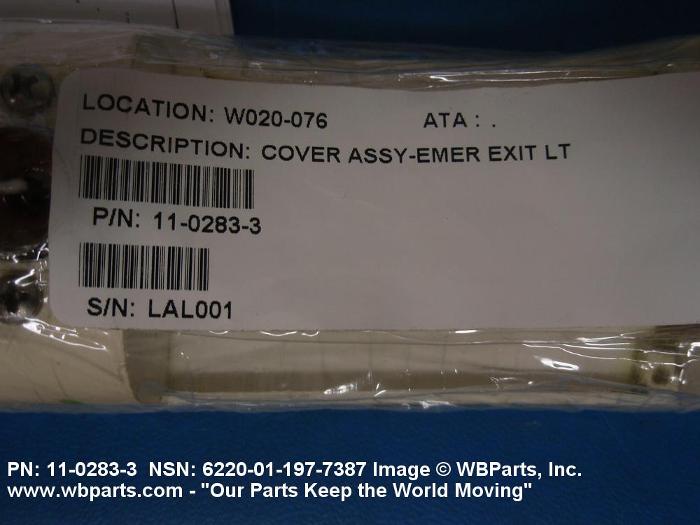 LOCATION: W020-076 ATA : .
DESCRIPTION: COVER ASSY-EMER EXIT LT
P/N: 11-0283-3
S/N: LAL001
PN: 11-0283-3 NSN: 6220-01-197-7387 Image © WBParts, Inc.
www.wbparts.com - "Our Parts Keep the World Moving"